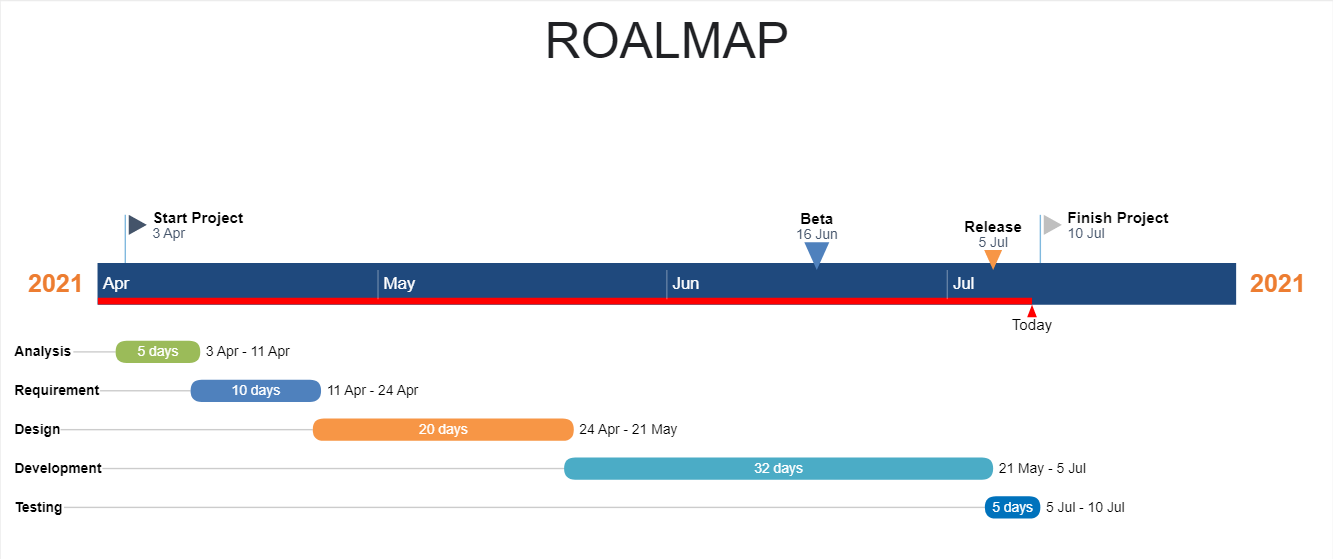 ROALMAP
Start Project
3 Apr
Beta
16 Jun
Release
5 Jul
Finish Project
10 Jul
2021 Apr May Jun Jul 2021
Today
Analysis 5 days 3 Apr - 11 Apr
Requirement 10 days 11 Apr - 24 Apr
Design 20 days 24 Apr - 21 May
Development 32 days 21 May - 5 Jul
Testing 5 days 5 Jul - 10 Jul